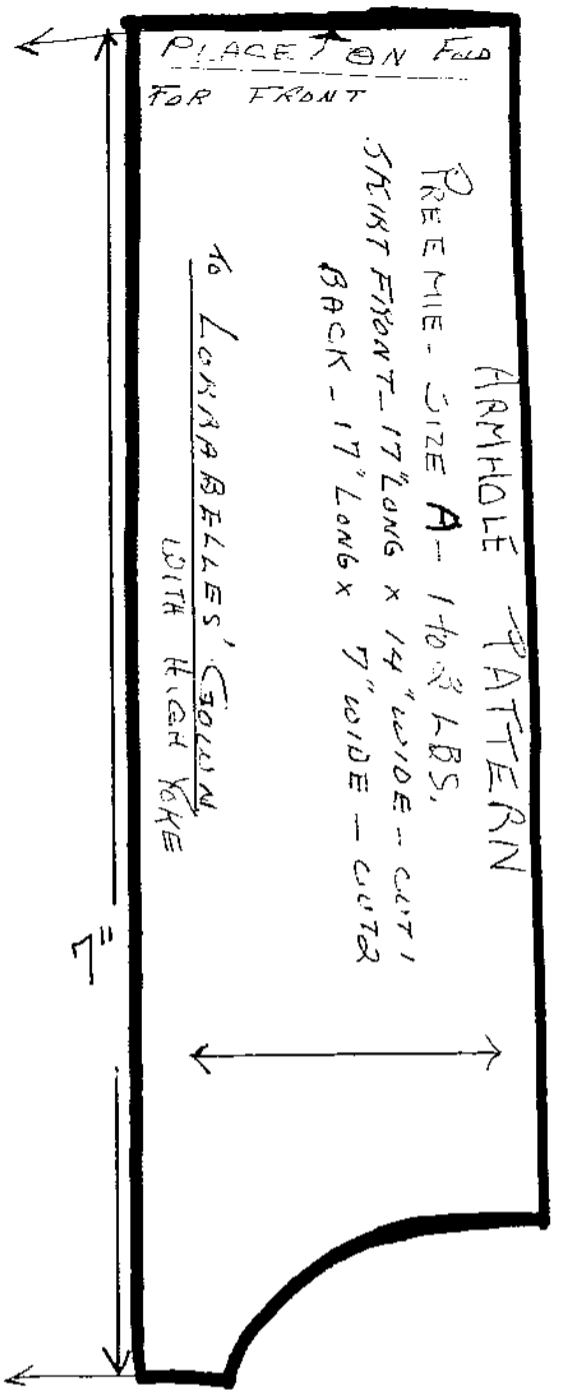 PLACE ON FOLD
FOR FRONT
ARMHOLE PATTERN
PREEMIE - SIZE A - 1 to 2 LBS.
SKIRT FRONT - 17" LONG x 14" WIDE - CUT 1
BACK - 17" LONG x 7" WIDE - CUT 2
To LORRABELLES' GOWN
WITH HIGH YOKE
7"